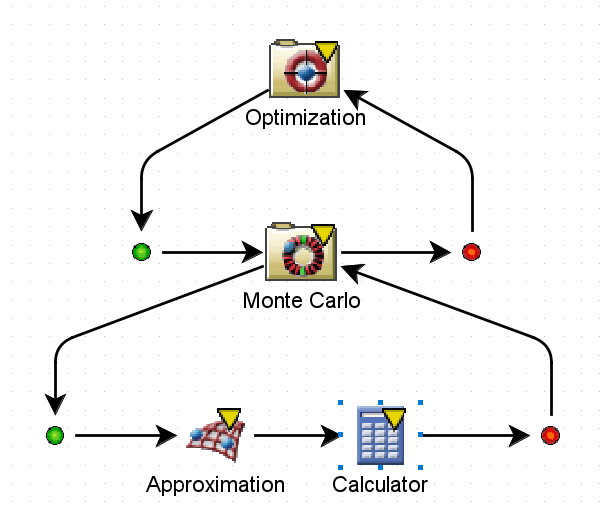 Optimization
Monte Carlo
Approximation
Calculator